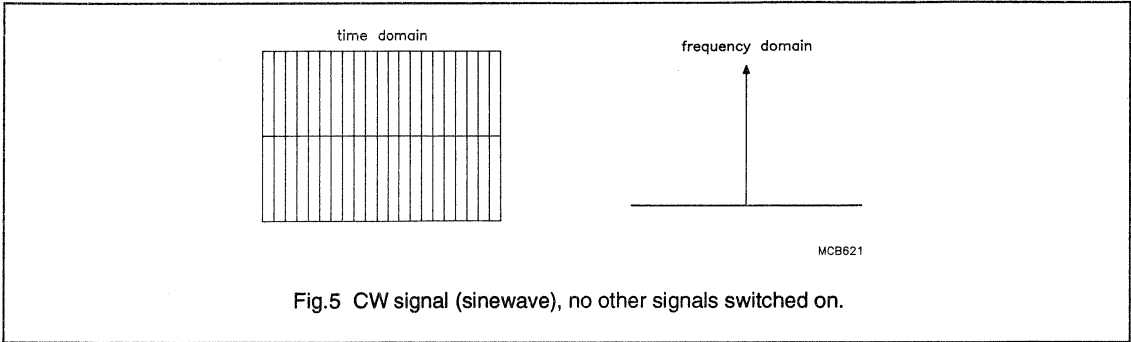 time domain
frequency domain
MCB621
Fig.5 CW signal (sinewave), no other signals switched on.